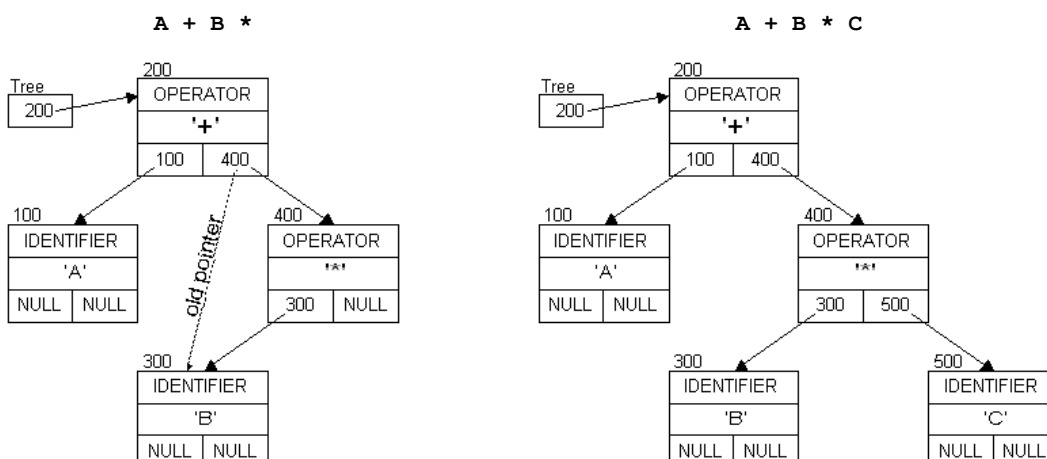 A + B *
A + B * C
200
Tree
200
OPERATOR
'+'
100 400
200
Tree
200
OPERATOR
'+'
100 400
old pointer
100
IDENTIFIER
'A'
NULL NULL
400
OPERATOR
'*'
300 NULL
100
IDENTIFIER
'A'
NULL NULL
400
OPERATOR
'*'
300 500
300
IDENTIFIER
'B'
NULL NULL
300
IDENTIFIER
'B'
NULL NULL
500
IDENTIFIER
'C'
NULL NULL